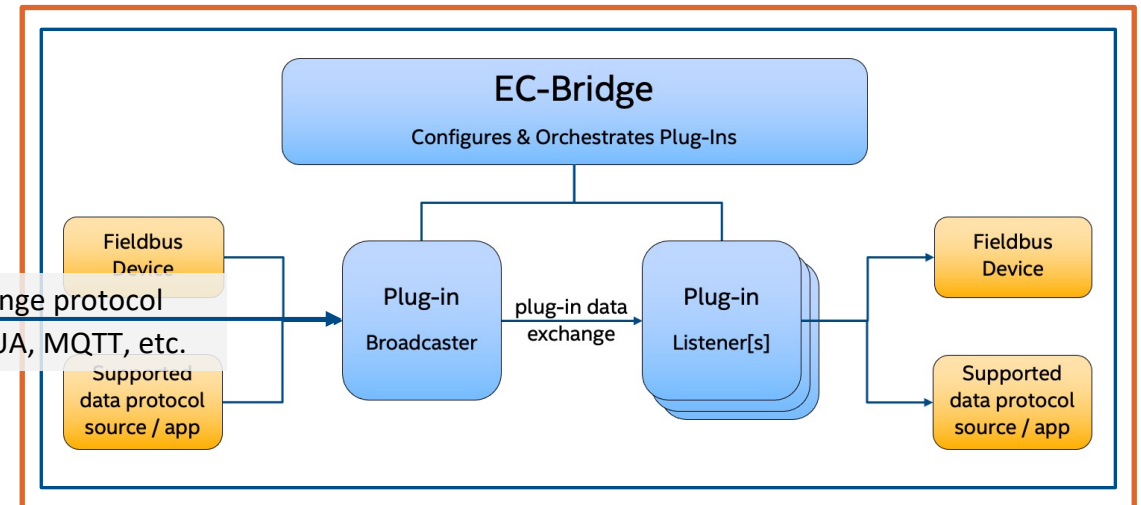 EC-Bridge
Configures & Orchestrates Plug-Ins
Fieldbus
Device
nge protocol
UA, MQTT, etc.
Supported
data protocol
source / app
Plug-in
Broadcaster
plug-in data
exchange
Plug-in
Listener[s]
Fieldbus
Device
Supported
data protocol
source / app